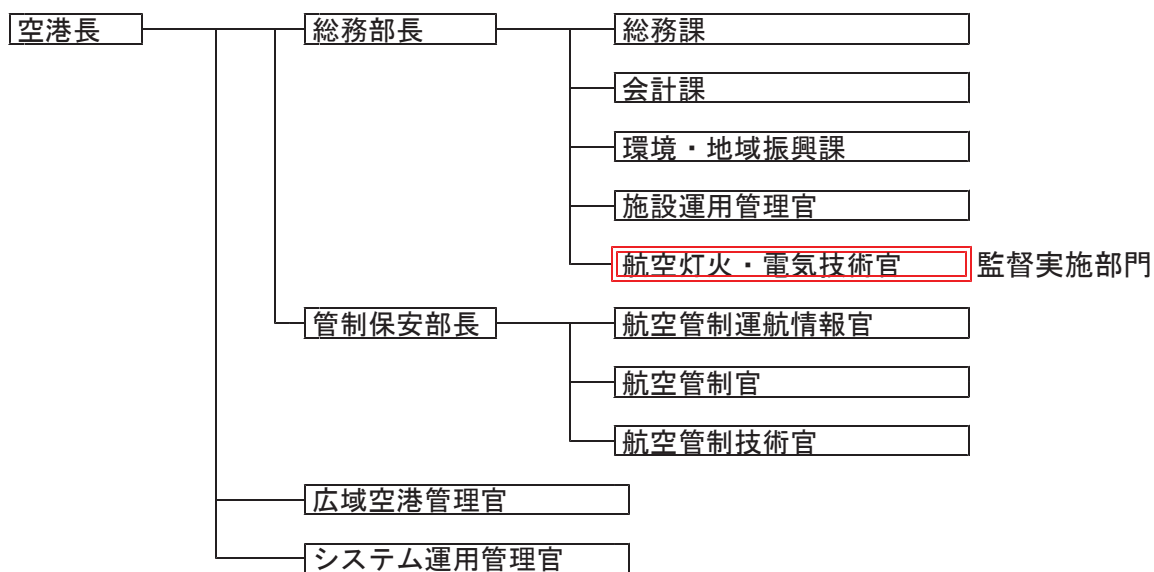 空港長
総務部長
総務課
会計課
環境・地域振興課
施設運用管理官
航空灯火・電気技術官
監督実施部門
管制保安部長
航空管制運航情報官
航空管制官
航空管制技術官
広域空港管理官
システム運用管理官